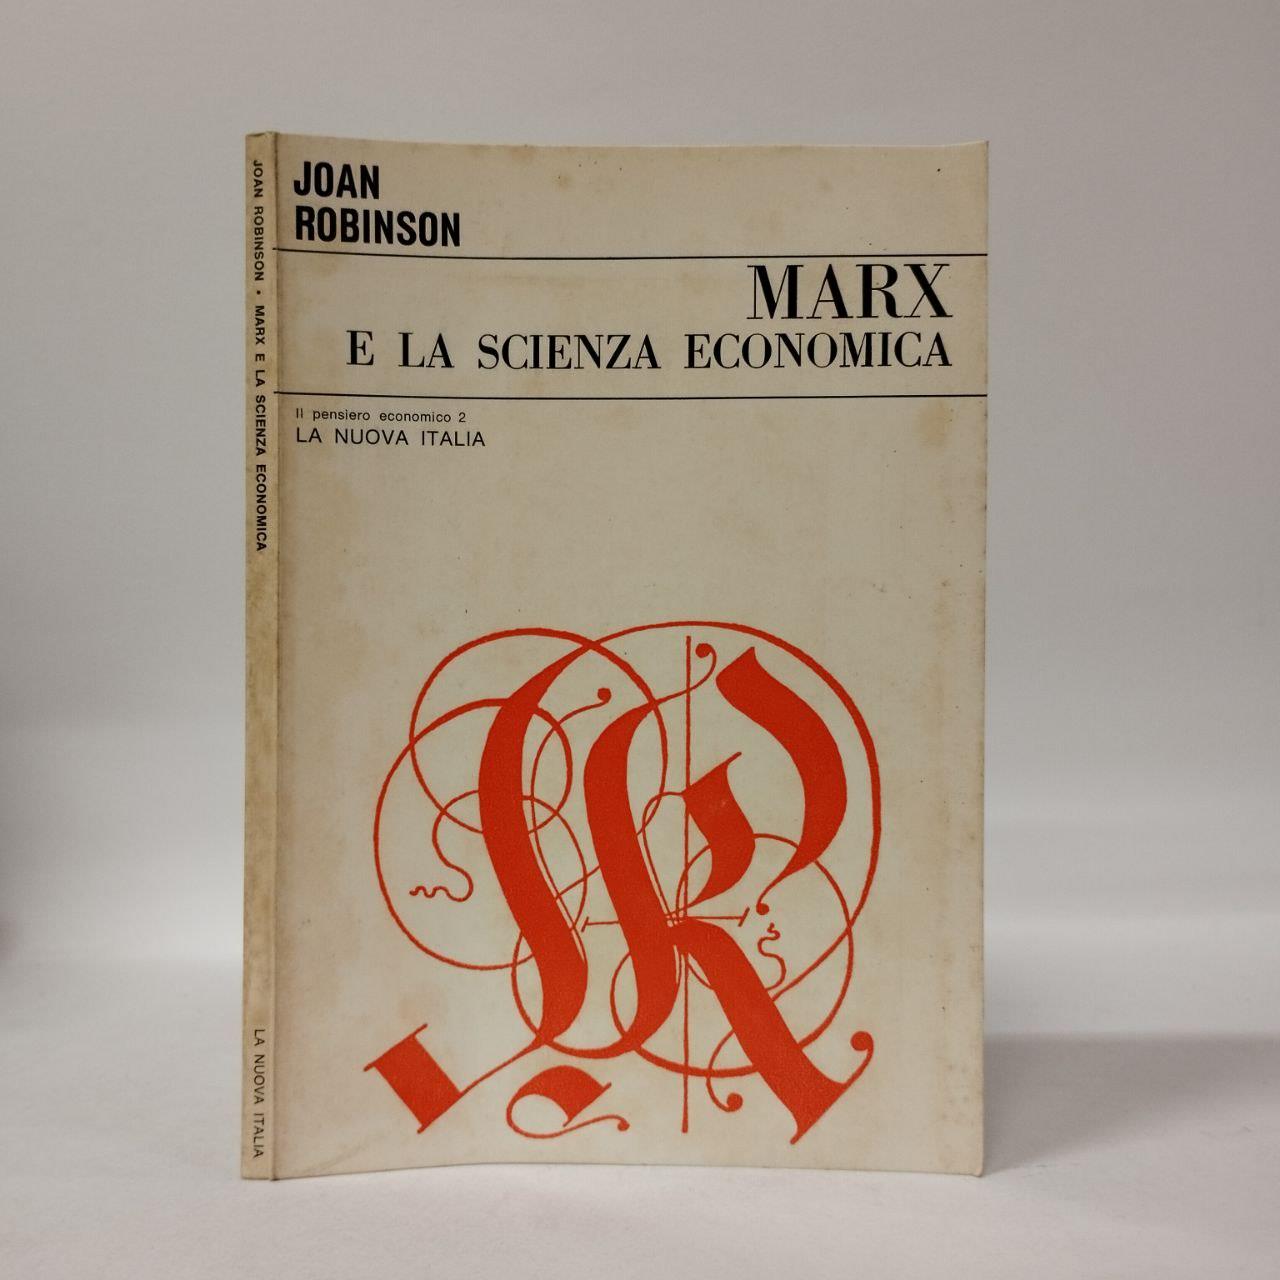 JOAN
ROBINSON
MARX
E LA SCIENZA ECONOMICA
Il pensiero economico 2
LA NUOVA ITALIA
JOAN ROBINSON • MARX E LA SCIENZA ECONOMICA
LA NUOVA ITALIA